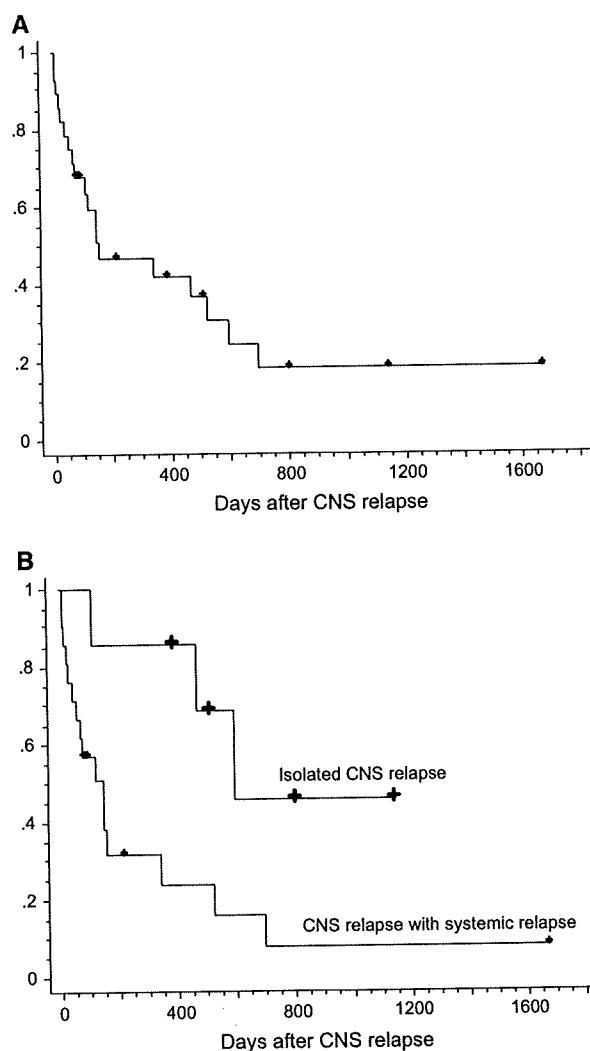 A
1
.8
.6
.4
.2
0
0 400 800 1200 1600
Days after CNS relapse
B
1
.8
.6
Isolated CNS relapse
.4
.2
CNS relapse with systemic relapse
0
0 400 800 1200 1600
Days after CNS relapse